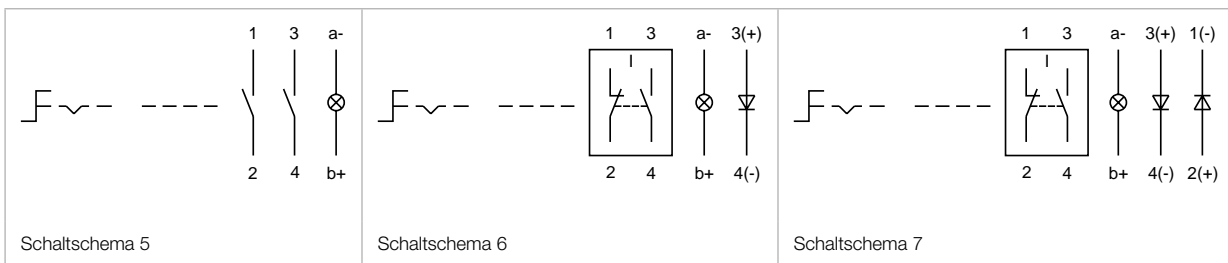 1 3 a-
2 4 b+
Schaltschema 5
1 3 a- 3(+)
2 4 b+ 4(-)
Schaltschema 6
1 3 a- 3(+) 1(-)
2 4 b+ 4(-) 2(+)
Schaltschema 7